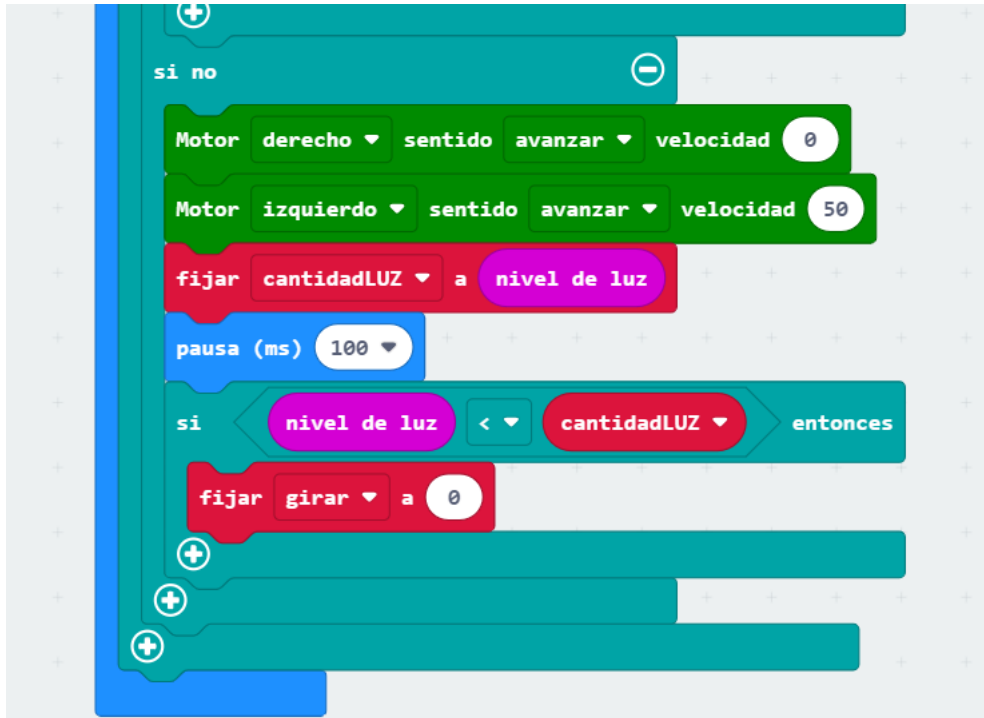 si no
Motor derecho sentido avanzar velocidad 0
Motor izquierdo sentido avanzar velocidad 50
fijar cantidadLUZ a nivel de luz
pausa (ms) 100
si nivel de luz < cantidadLUZ entonces
fijar girar a 0